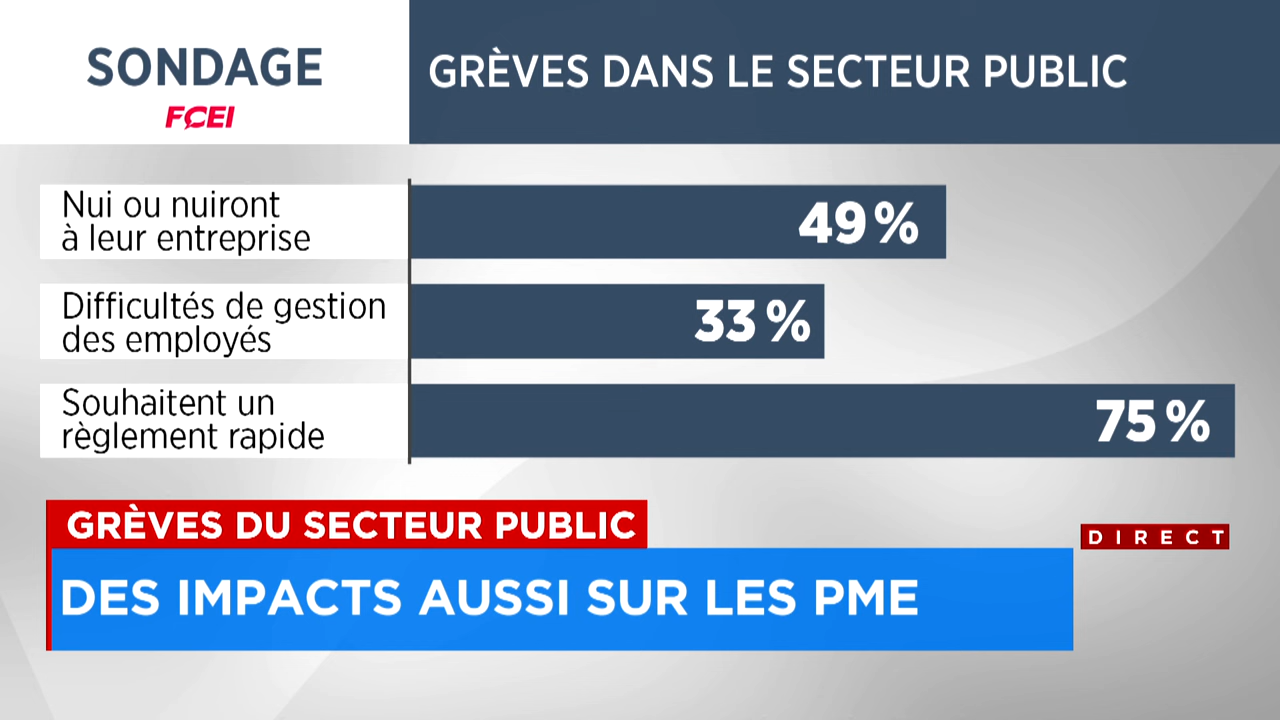 SONDAGE
FCEI
GRÈVES DANS LE SECTEUR PUBLIC
Nui ou nuiront
à leur entreprise
49 %
Difficultés de gestion
des employés
33 %
Souhaitent un
règlement rapide
75 %
GRÈVES DU SECTEUR PUBLIC
DIRECT
DES IMPACTS AUSSI SUR LES PME